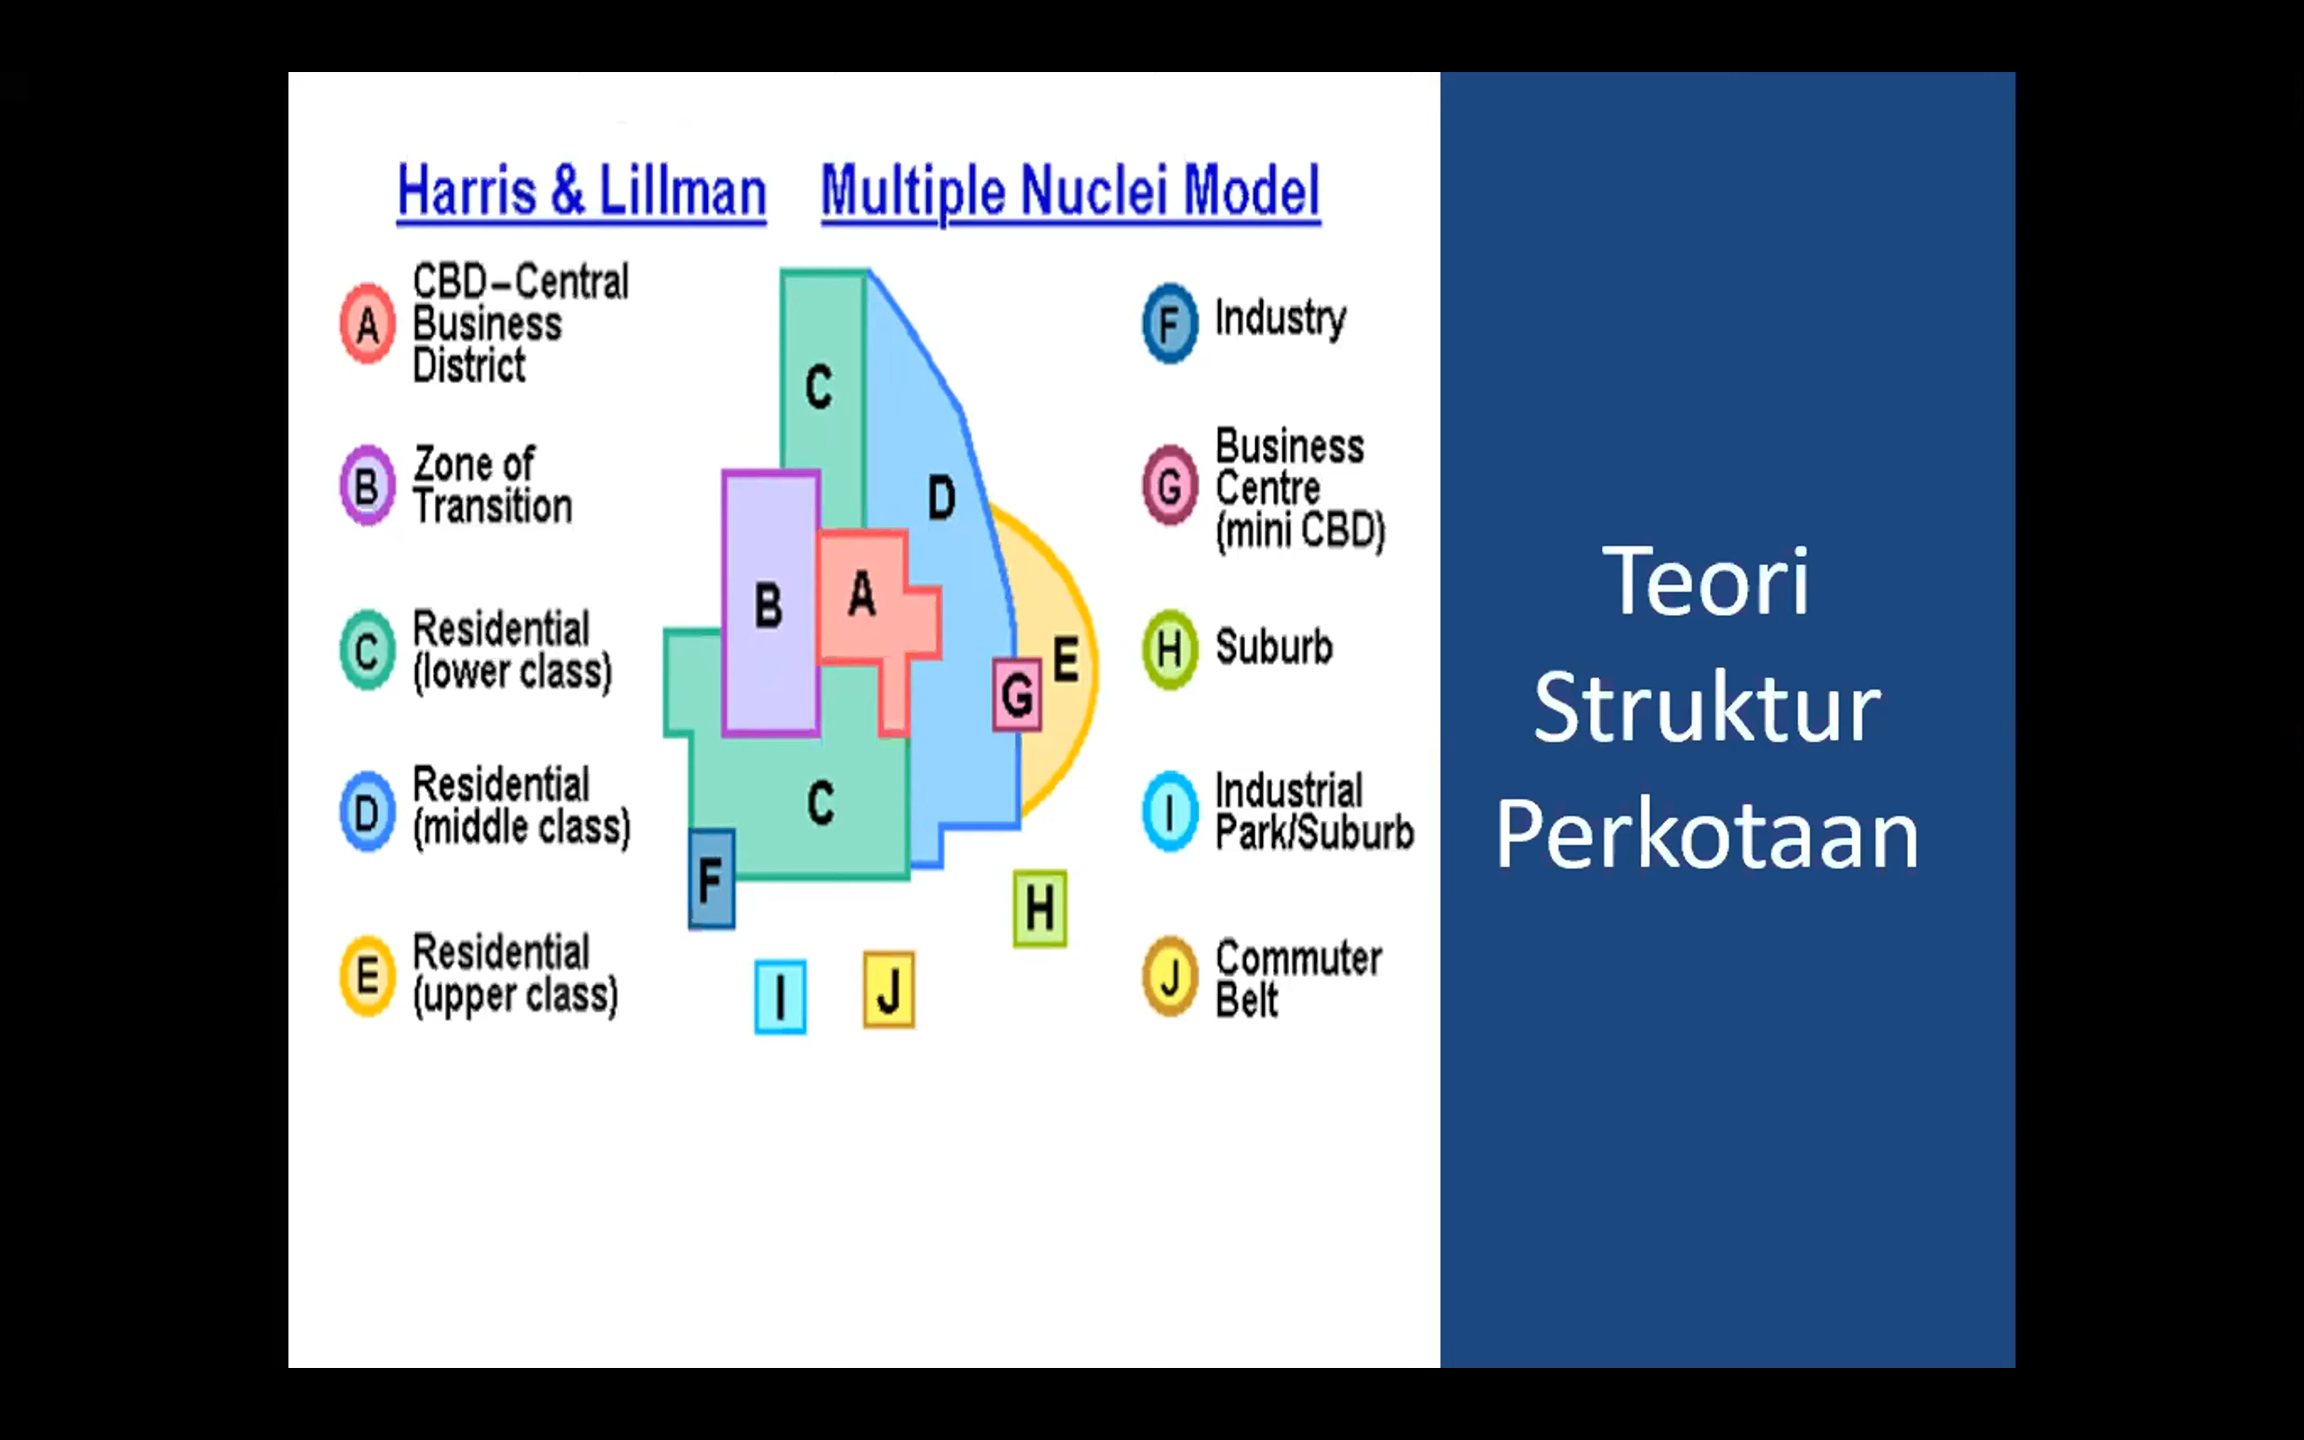 Harris & Lillman Multiple Nuclei Model
A
CBD-Central
Business
District
B
Zone of
Transition
C
Residential
(lower class)
D
Residential
(middle class)
E
Residential
(upper class)
C
D
B
A
E
G
C
F
H
I
J
F
Industry
G
Business
Centre
(mini CBD)
H
Suburb
I
Industrial
Park/Suburb
J
Commuter
Belt
Teori
Struktur
Perkotaan